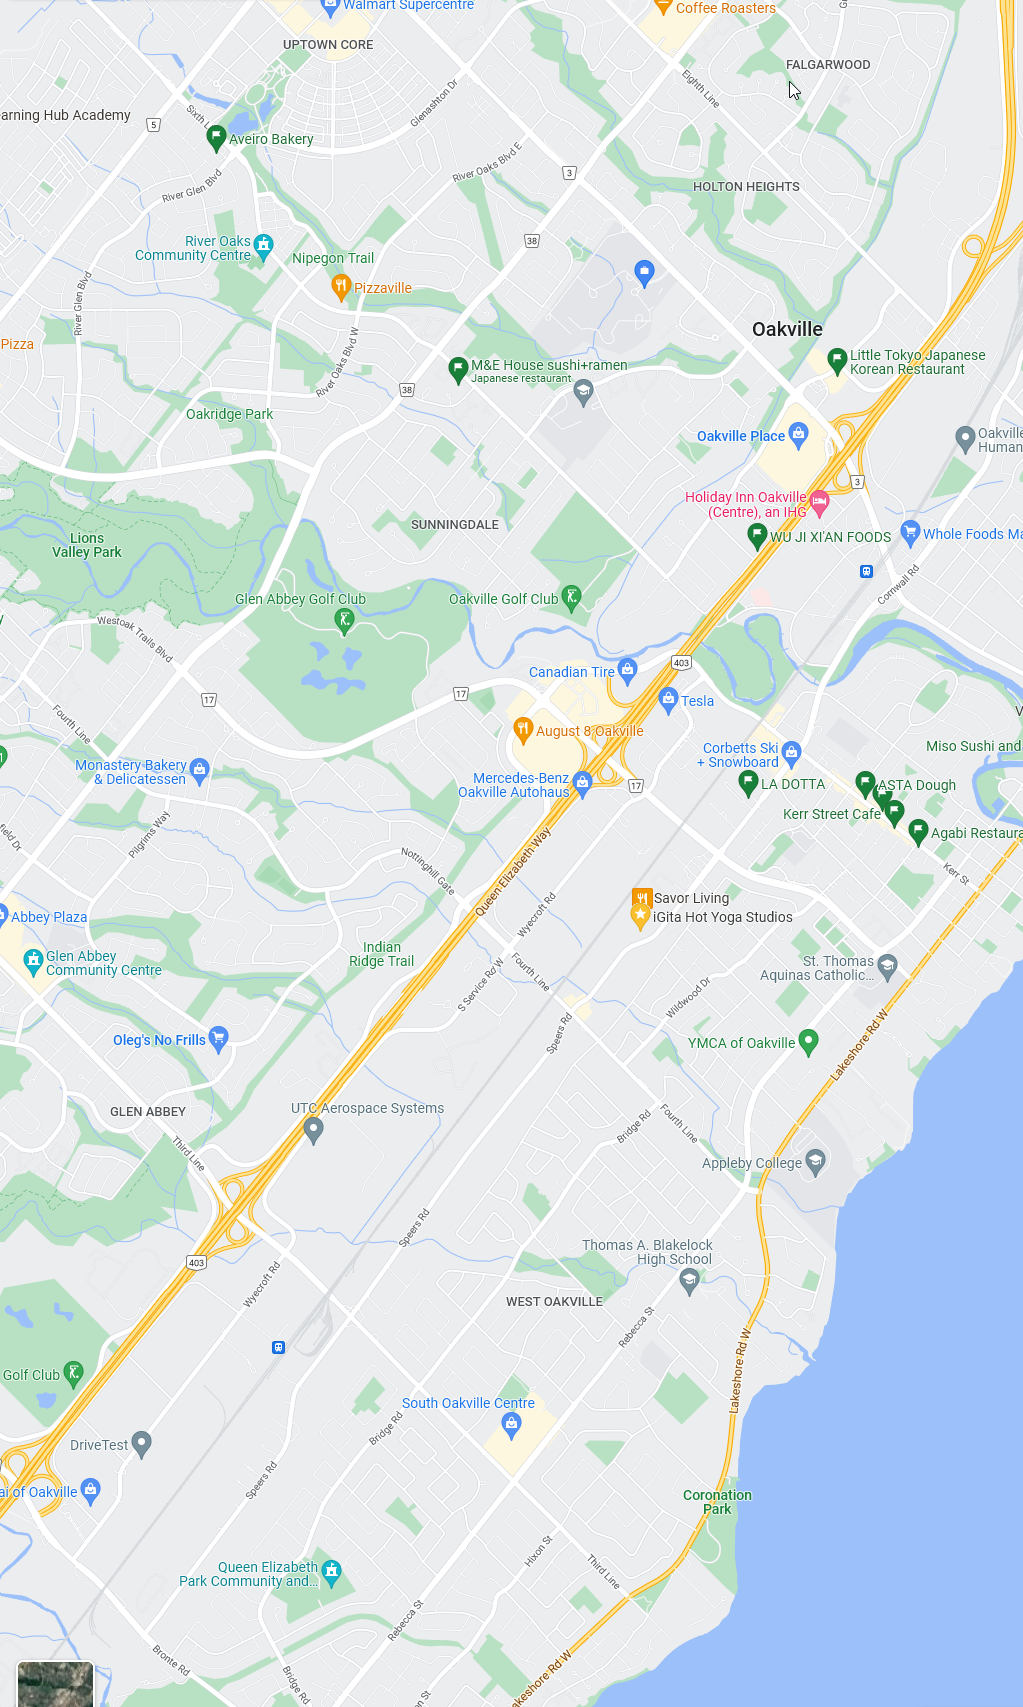 Walmart Supercentre
Coffee Roasters
UPTOWN CORE
FALGARWOOD
Eighth Line
Glenashton Dr
Sixth L
earning Hub Academy
5
Aveiro Bakery
River Oaks Blvd E
3
River Glen Blvd
HOLTON HEIGHTS
River Oaks
Community Centre
38
Nipegon Trail
Pizzaville
River Glen Blvd
Oakville
Pizza
River Oaks Blvd W
Little Tokyo Japanese
Korean Restaurant
M&E House sushi+ramen
Japanese restaurant
38
Oakridge Park
Oakville Place
Oakville
Human
3
Holiday Inn Oakville
(Centre), an IHG
SUNNINGDALE
WU JI XI'AN FOODS
Whole Foods Ma
Lions
Valley Park
Cornwall Rd
Glen Abbey Golf Club
Oakville Golf Club
y
Westoak Trails Blvd
403
Canadian Tire
17
17
Tesla
Fourth Line
V
August 8 Oakville
Miso Sushi and
Corbetts Ski
+ Snowboard
Monastery Bakery
& Delicatessen
Mercedes-Benz
Oakville Autohaus
17
LA DOTTA
ASTA Dough
Kerr Street Cafe
Pilgrims Way
field Dr
Agabi Restaura
Queen Elizabeth Way
Nottinghill Gate
Kerr St
Savor Living
Wyecroft Rd
iGita Hot Yoga Studios
Abbey Plaza
Indian
Ridge Trail
Glen Abbey
Community Centre
St. Thomas
Aquinas Catholic...
S Service Rd W
Fourth Line
Wildwood Dr
Speers Rd
Oleg's No Frills
YMCA of Oakville
Lakeshore Rd W
GLEN ABBEY
UTC Aerospace Systems
Bridge Rd
Fourth Line
Third Line
Appleby College
Speers Rd
Thomas A. Blakelock
High School
403
Wyecroft Rd
WEST OAKVILLE
Rebecca St
Golf Club
Lakeshore Rd W
South Oakville Centre
Bridge Rd
DriveTest
Speers Rd
ai of Oakville
Coronation
Park
Hixon St
Queen Elizabeth
Park Community and...
Third Line
Rebecca St
Bronte Rd
Bridge Rd
akeshore Rd W
on St